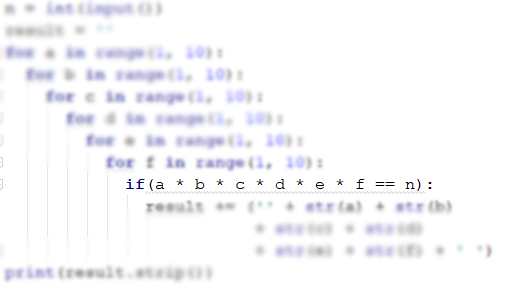 n = int(input())
result = ''
for a in range(1, 10):
for b in range(1, 10):
for c in range(1, 10):
for d in range(1, 10):
for e in range(1, 10):
for f in range(1, 10):
if(a * b * c * d * e * f == n):
result += ('' + str(a) + str(b)
+ str(c) + str(d)
+ str(e) + str(f) + ' ')
print(result.strip())